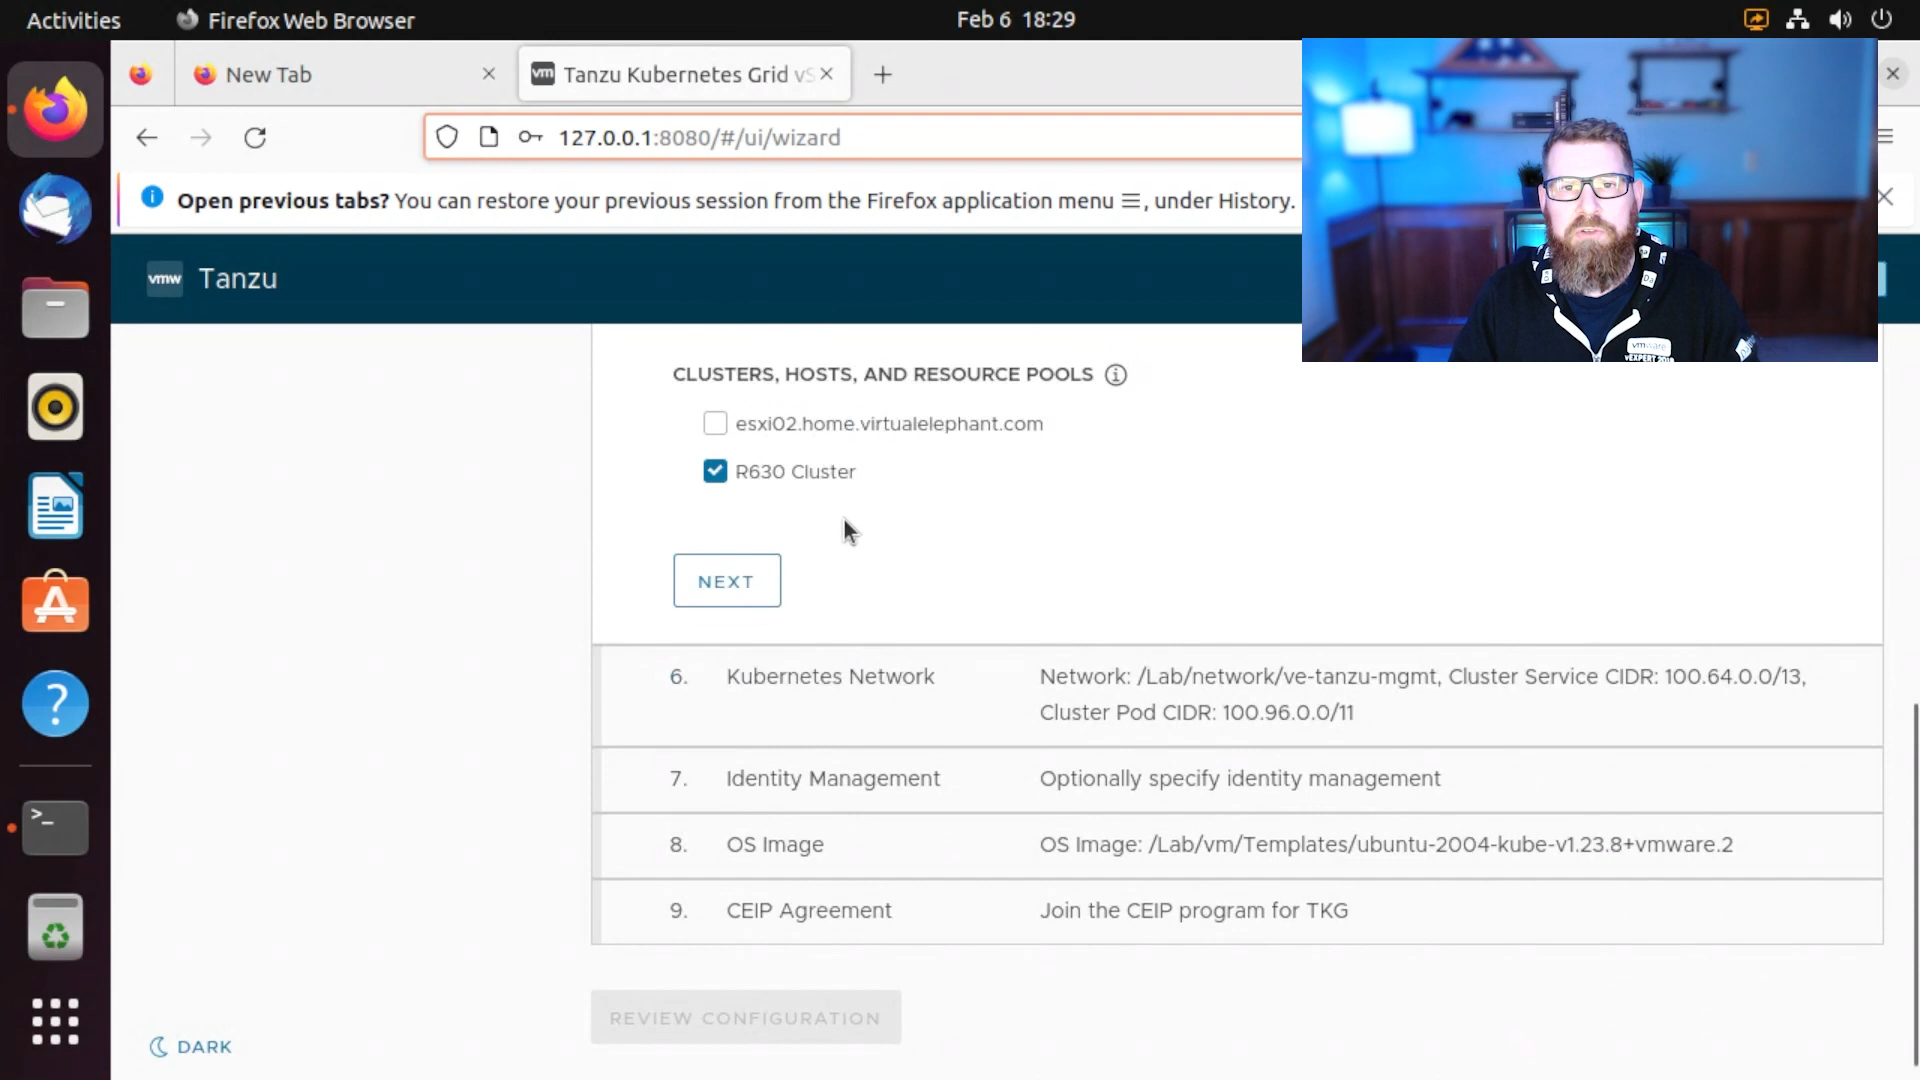 Activities
Firefox Web Browser
Feb 6 18:29
New Tab
Tanzu Kubernetes Grid vS
127.0.0.1:8080/#/ui/wizard
Open previous tabs? You can restore your previous session from the Firefox application menu ☰, under History.
vmw Tanzu
CLUSTERS, HOSTS, AND RESOURCE POOLS
esxi02.home.virtualelephant.com
R630 Cluster
NEXT
6. Kubernetes Network Network: /Lab/network/ve-tanzu-mgmt, Cluster Service CIDR: 100.64.0.0/13,
Cluster Pod CIDR: 100.96.0.0/11
7. Identity Management Optionally specify identity management
8. OS Image OS Image: /Lab/vm/Templates/ubuntu-2004-kube-v1.23.8+vmware.2
9. CEIP Agreement Join the CEIP program for TKG
REVIEW CONFIGURATION
DARK
vmware
vEXPERT 2019